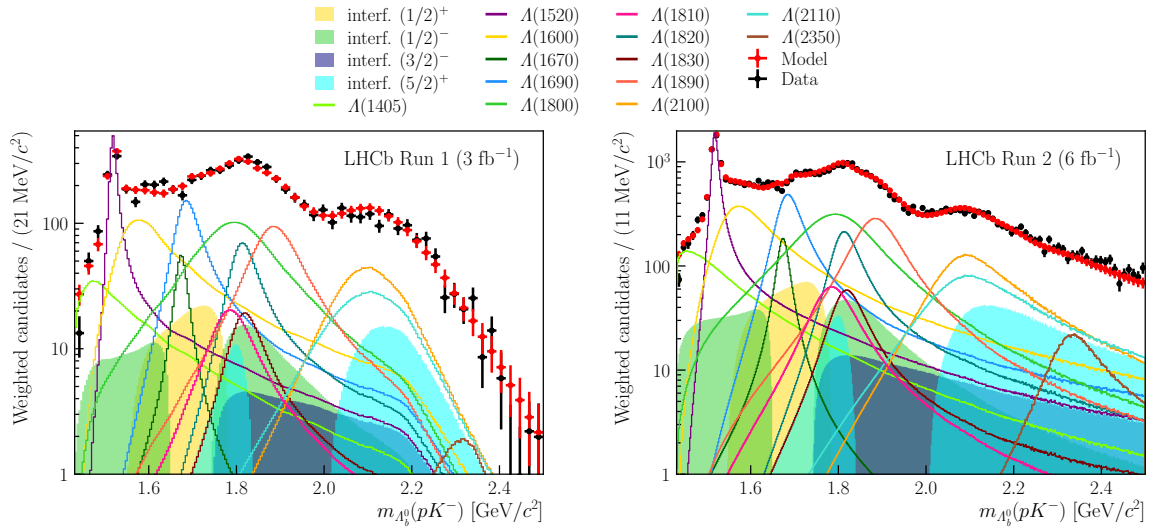 interf. (1/2)⁺ Λ(1520) Λ(1810) Λ(2110)
interf. (1/2)⁻ Λ(1600) Λ(1820) Λ(2350)
interf. (3/2)⁻ Λ(1670) Λ(1830) Model
interf. (5/2)⁺ Λ(1690) Λ(1890) Data
Λ(1405) Λ(1800) Λ(2100)
LHCb Run 1 (3 fb⁻¹)
Weighted candidates / (21 MeV/c²)
100
10
1
1.6 1.8 2.0 2.2 2.4
m_Λ_b⁰(pK⁻) [GeV/c²]
LHCb Run 2 (6 fb⁻¹)
Weighted candidates / (11 MeV/c²)
10³
100
10
1
1.6 1.8 2.0 2.2 2.4
m_Λ_b⁰(pK⁻) [GeV/c²]